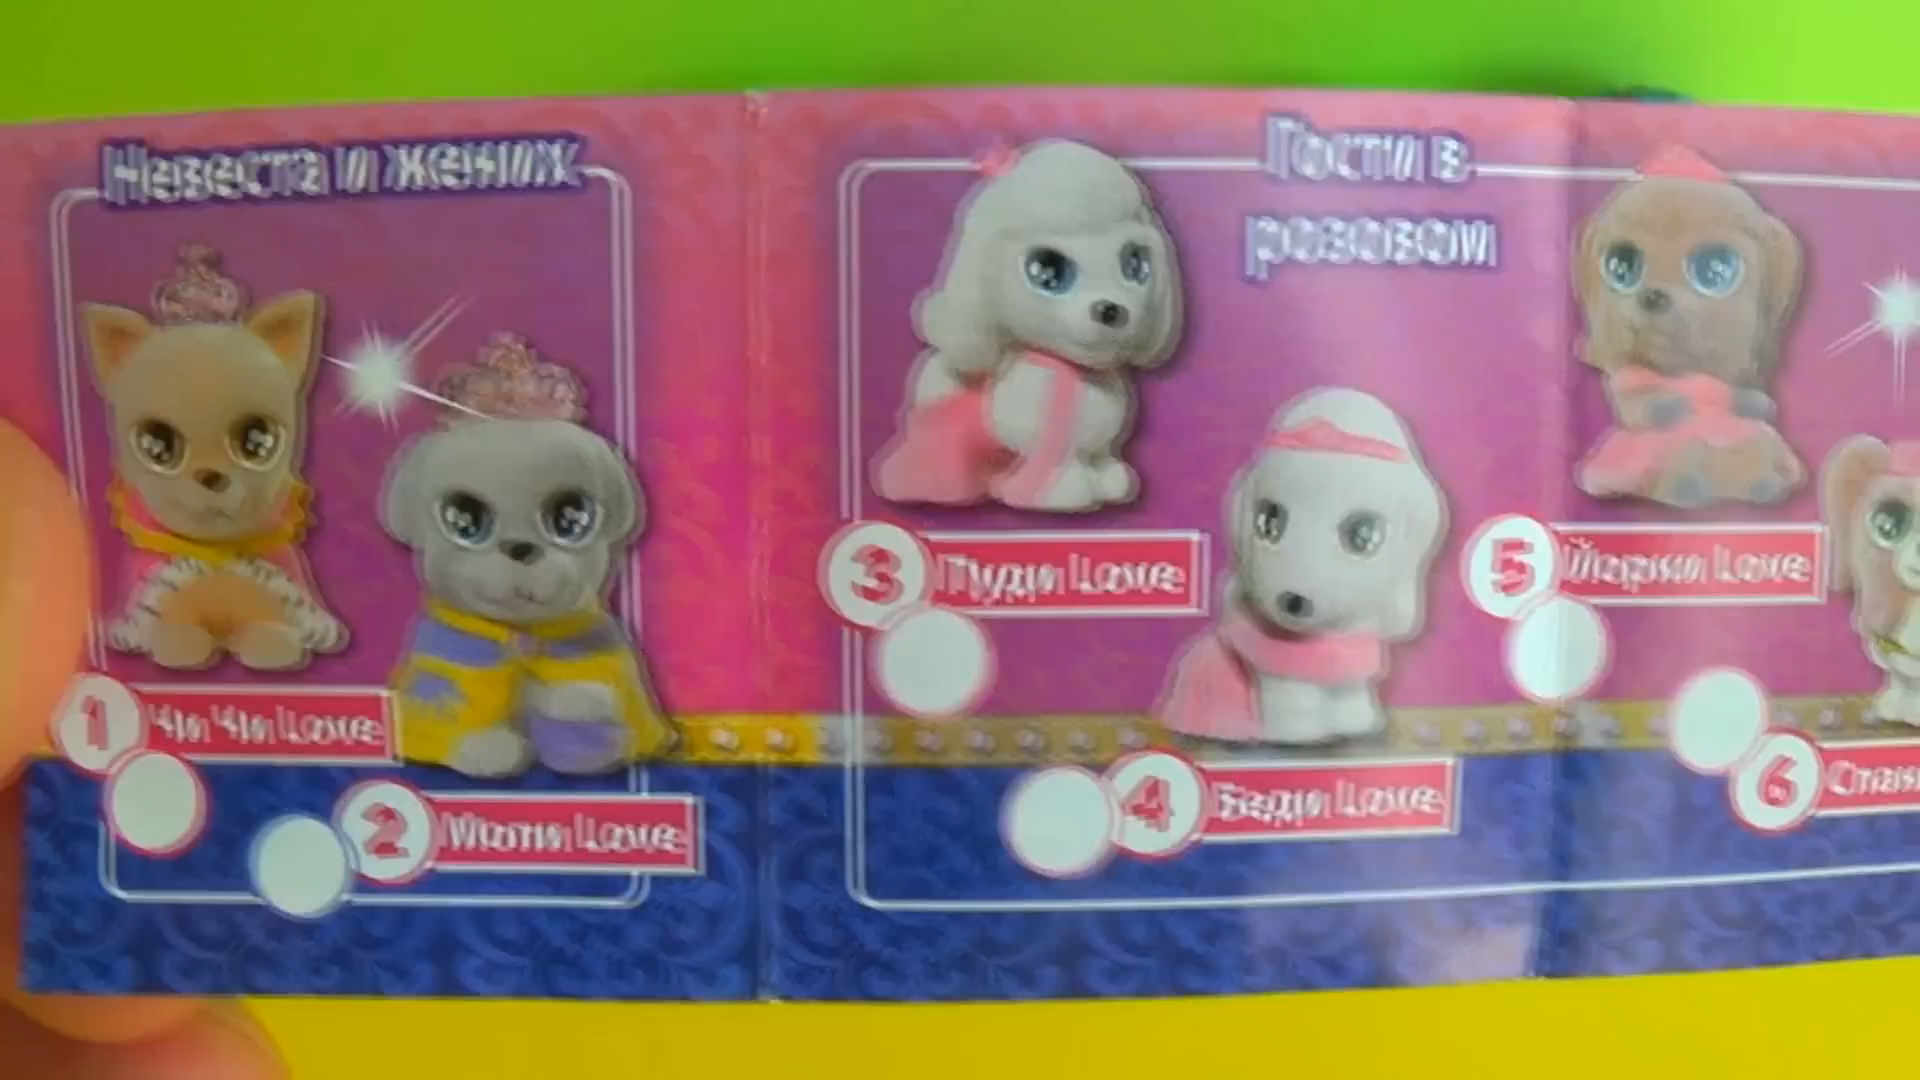 Невеста и жених
1 Чи Чи Love
2 Мопи Love
Гости в
розовом
3 Пуди Love
4 Беди Love
5 Йорки Love
6